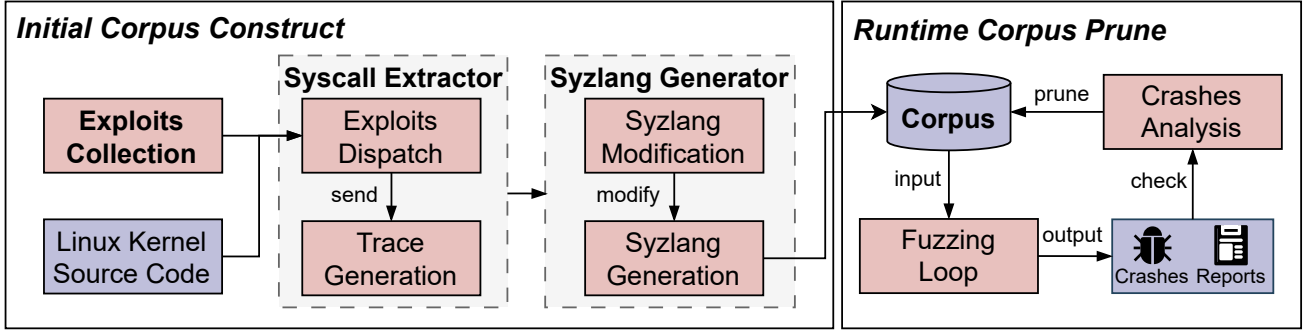 Initial Corpus Construct
Exploits
Collection
Linux Kernel
Source Code
Syscall Extractor
Exploits
Dispatch
send
Trace
Generation
Syzlang Generator
Syzlang
Modification
modify
Syzlang
Generation
Runtime Corpus Prune
Corpus
prune
Crashes
Analysis
input
check
Fuzzing
Loop
output
Crashes
Reports